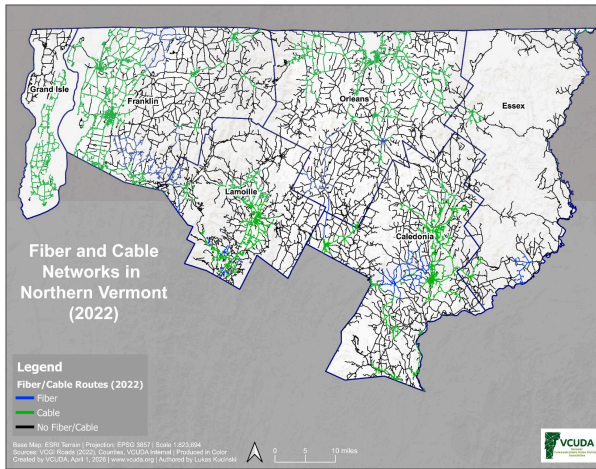 Grand Isle
Franklin
Orleans
Essex
Lamoille
Caledonia
Fiber and Cable
Networks in
Northern Vermont
(2022)
Legend
Fiber/Cable Routes (2022)
Fiber
Cable
No Fiber/Cable
Base Map: ESRI Terrain | Projection: EPSG 3857 | Scale 1:823,694
Sources: VCGI Roads (2022), Counties, VCUDA Internal | Produced in Color
Created by VCUDA, April 1, 2026 | www.vcuda.org | Authored by Lukas Kucinski
0 5 10 miles
VCUDA